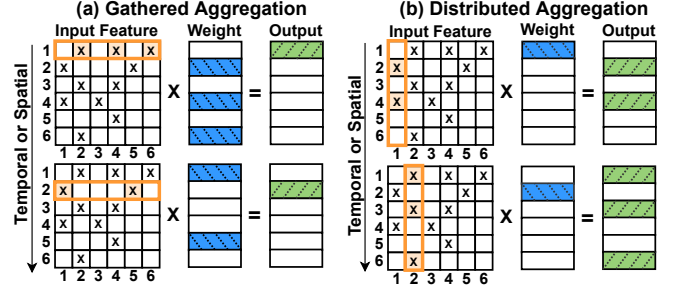 (a) Gathered Aggregation
Input Feature Weight Output
Temporal or Spatial
1 x x x
2 x x
3 x x
4 x x
5 x
6 x
1 2 3 4 5 6
X =
1 x x x
2 x x
3 x x
4 x x
5 x
6 x
1 2 3 4 5 6
X =
(b) Distributed Aggregation
Input Feature Weight Output
Temporal or Spatial
1 x x x
2 x x
3 x x
4 x x
5 x
6 x
1 2 3 4 5 6
X =
1 x x x
2 x x
3 x x
4 x x
5 x
6 x
1 2 3 4 5 6
X =